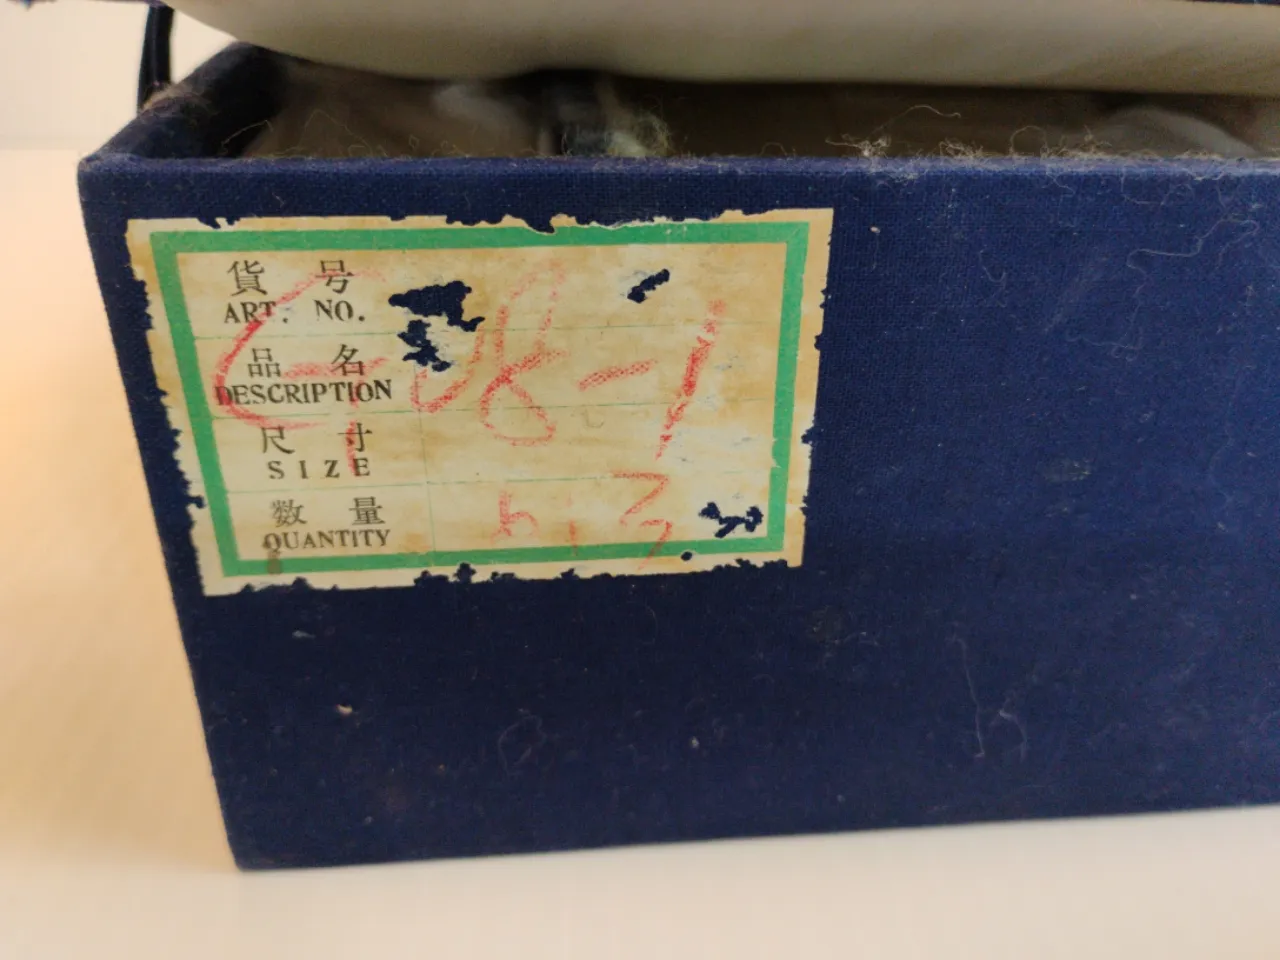 貨 号
ART. NO.
品 名
DESCRIPTION
尺 寸
SIZE
数 量
QUANTITY